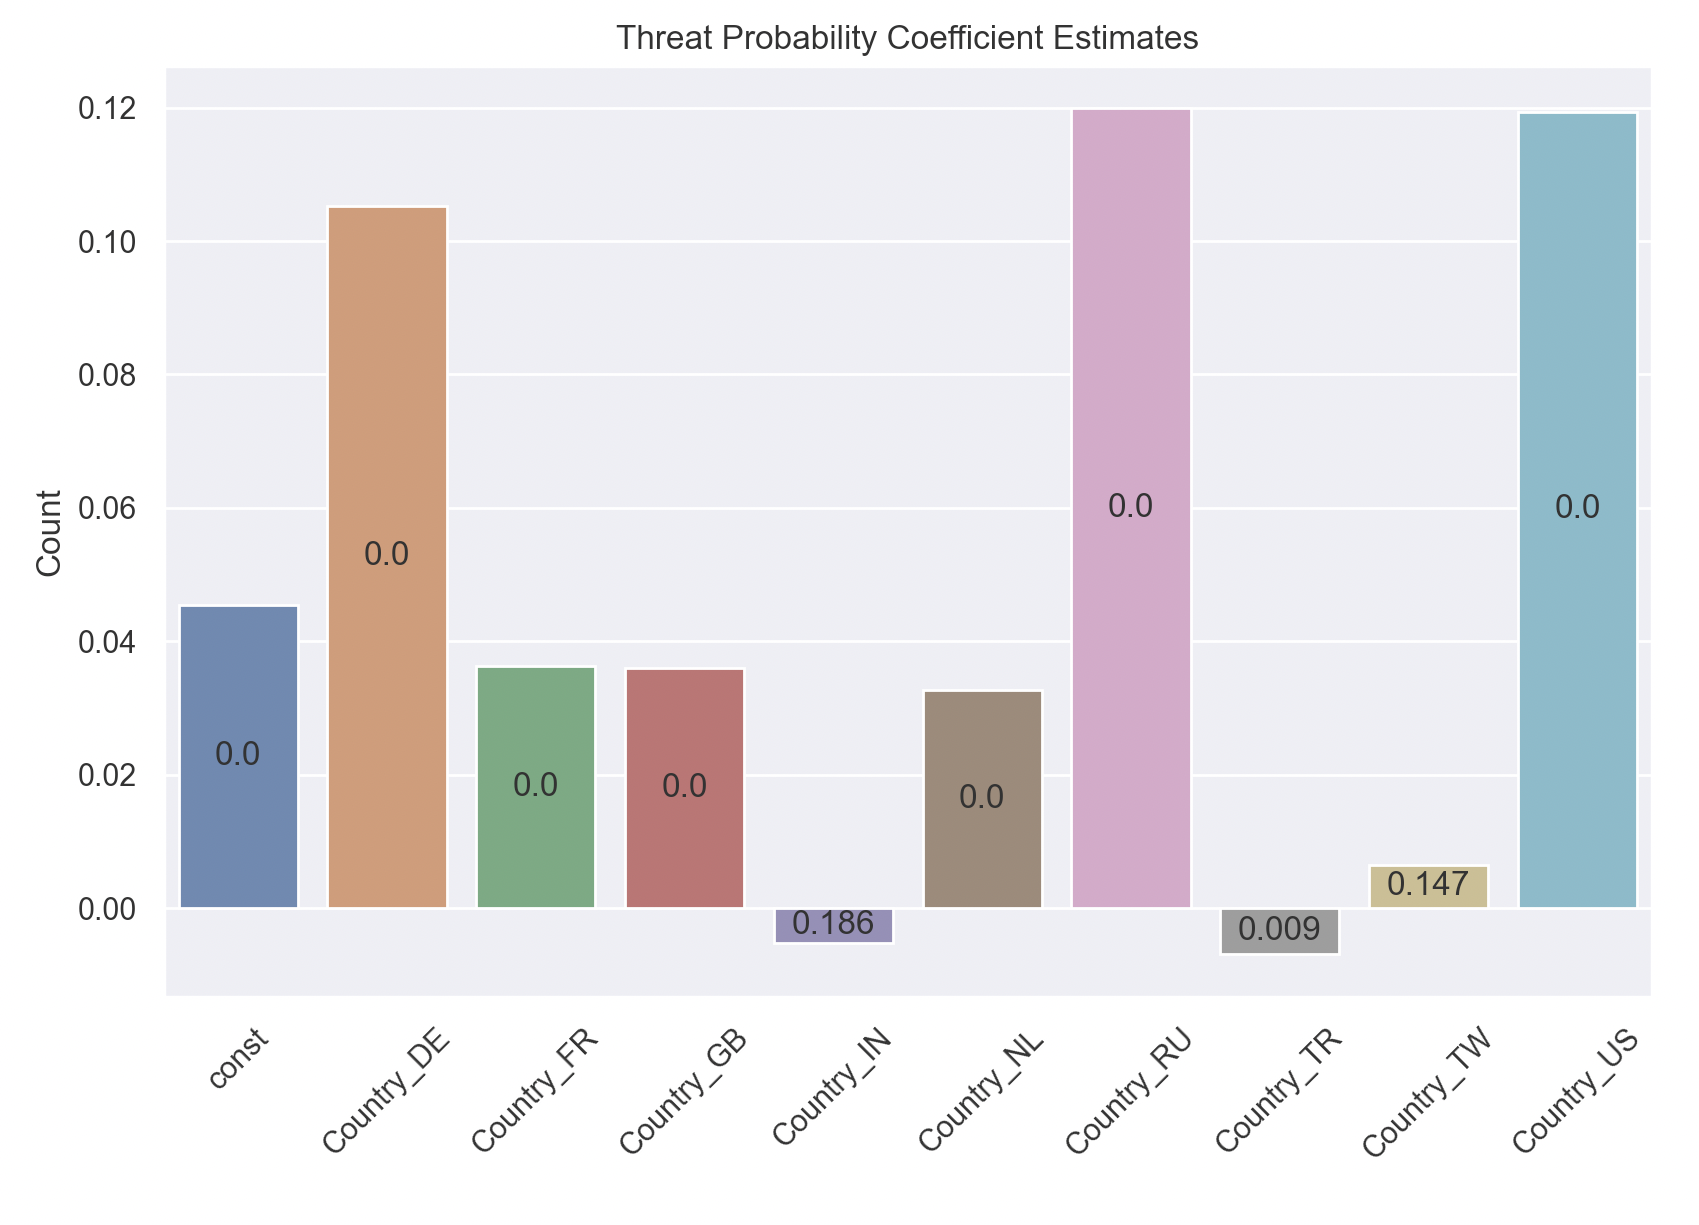 Threat Probability Coefficient Estimates
0.12
0.10
0.08
0.06
0.04
0.02
0.00
Count
0.0
0.0
0.0
0.0
0.186
0.0
0.0
0.009
0.147
0.0
const
Country_DE
Country_FR
Country_GB
Country_IN
Country_NL
Country_RU
Country_TR
Country_TW
Country_US